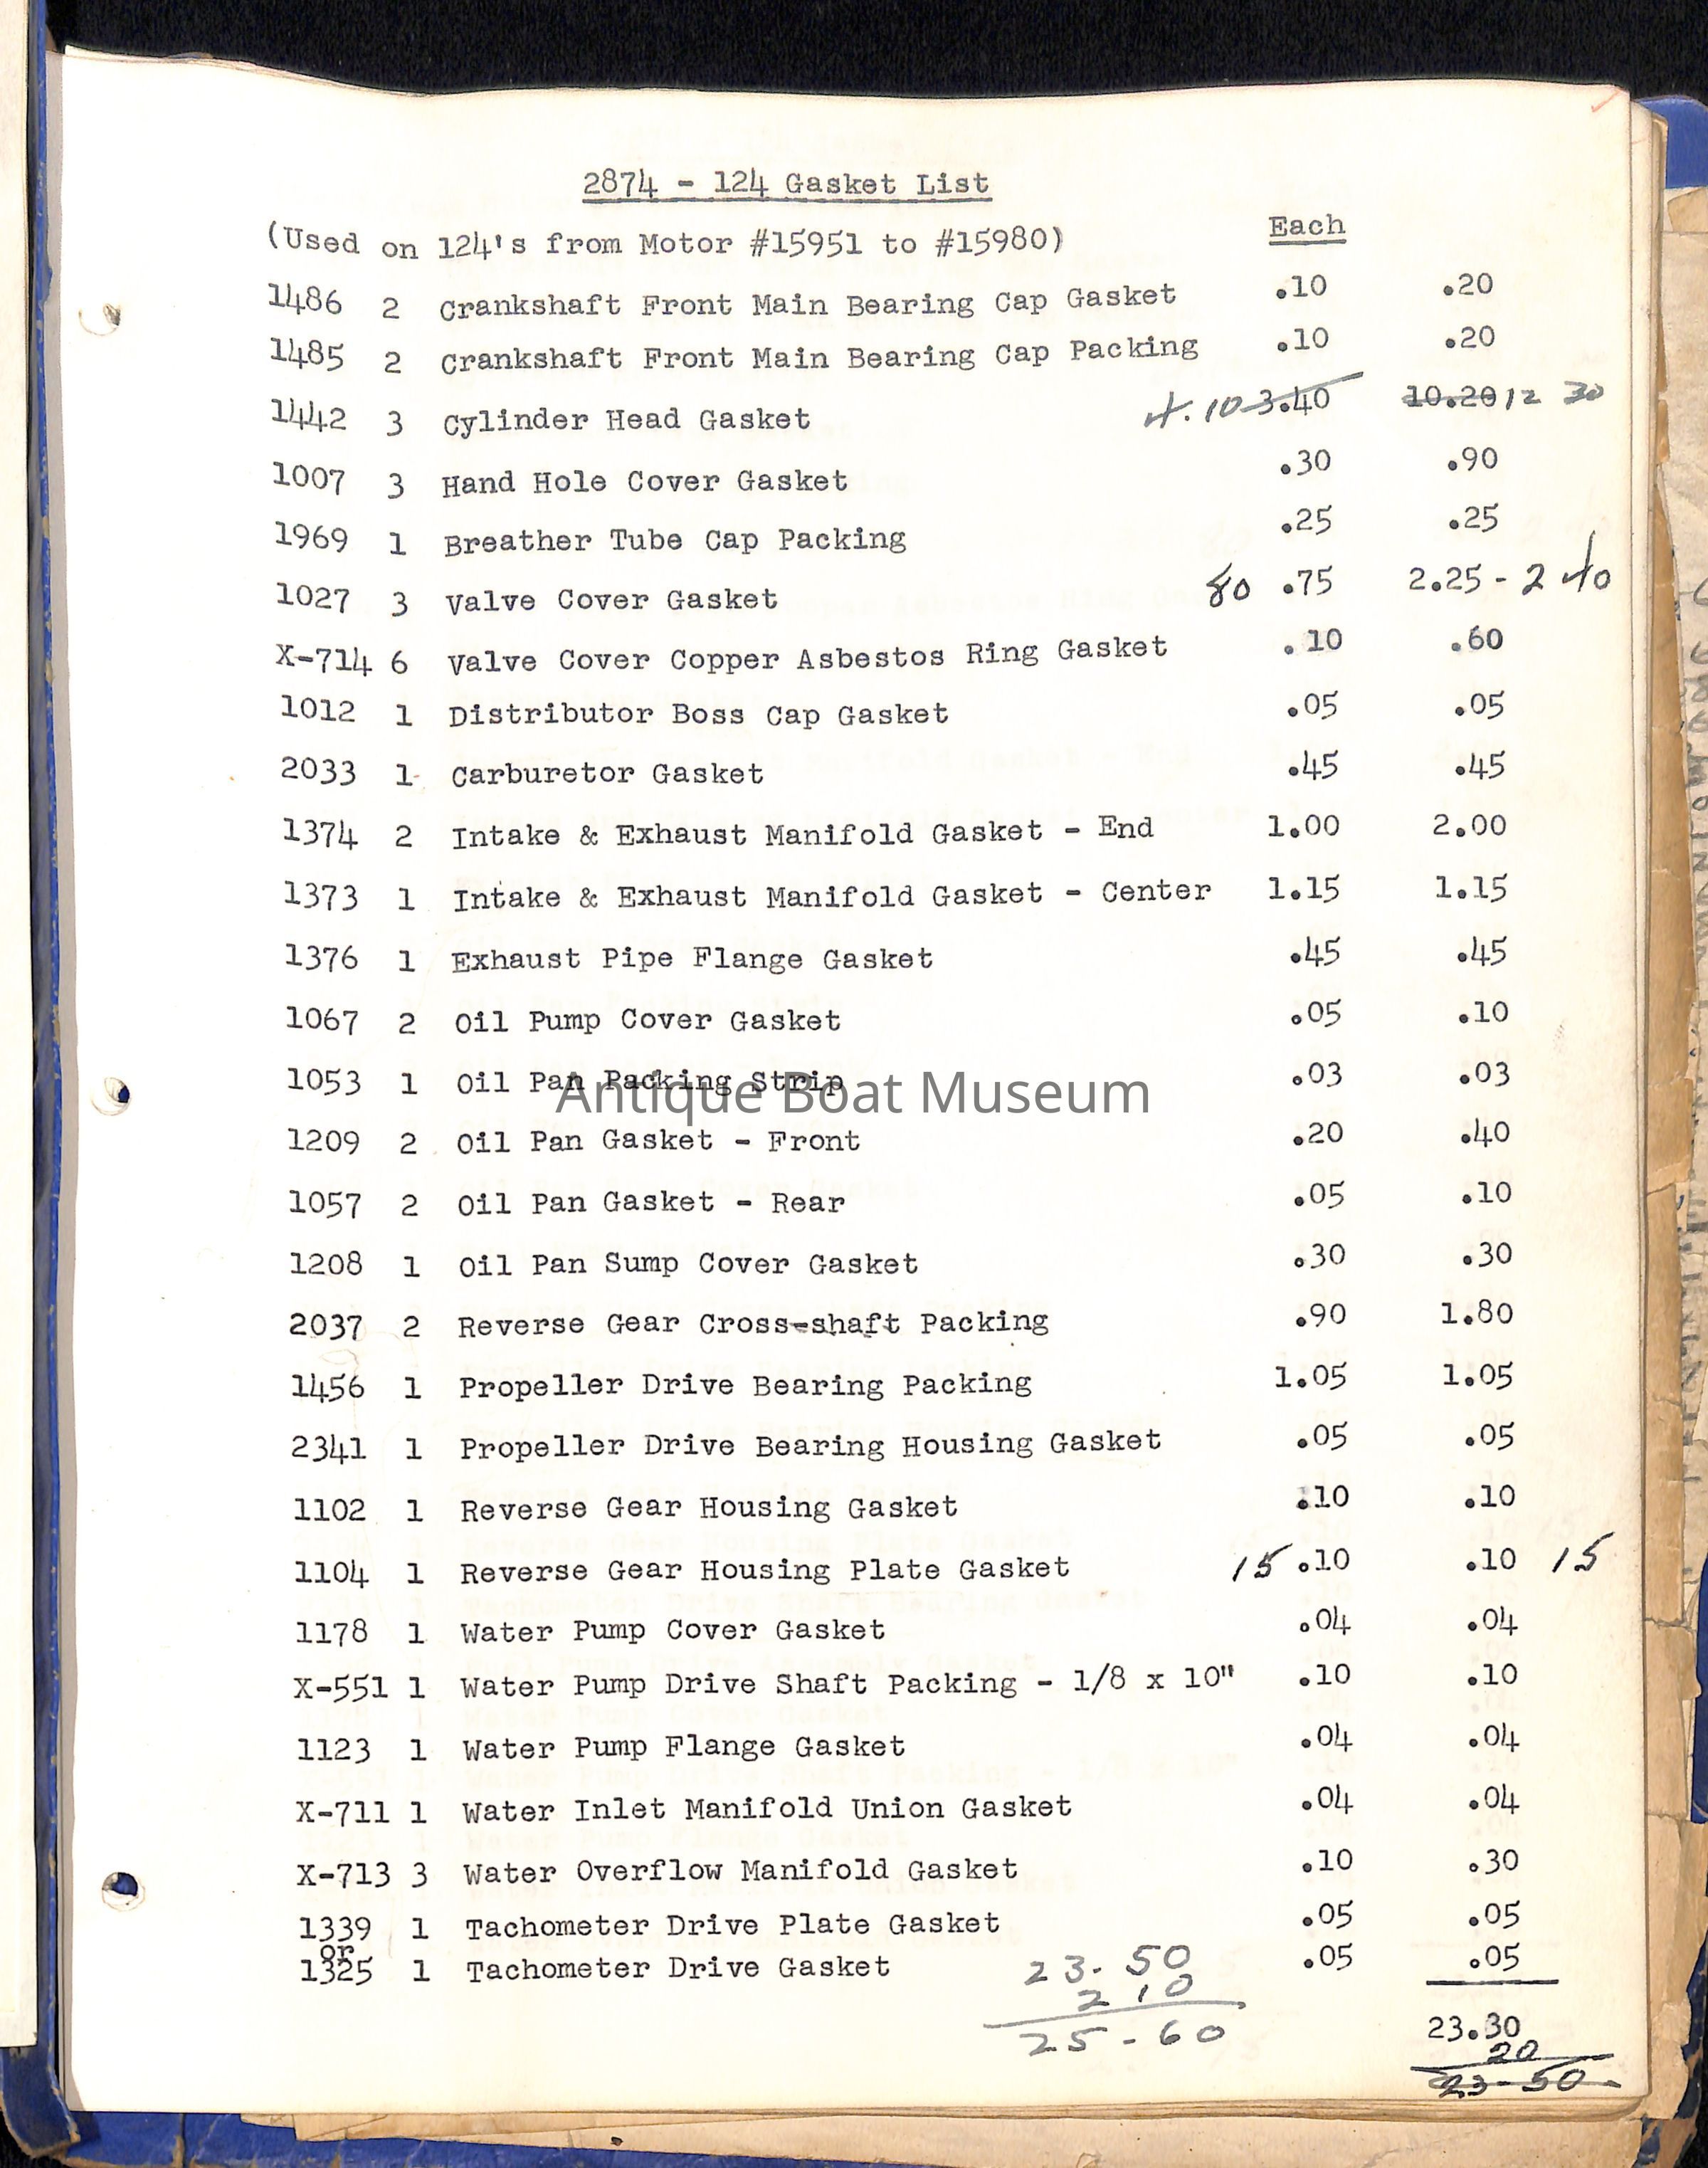 2874 - 124 Gasket List
(Used on 124's from Motor #15951 to #15980) Each
1486 2 Crankshaft Front Main Bearing Cap Gasket .10 .20
1485 2 Crankshaft Front Main Bearing Cap Packing .10 .20
1442 3 Cylinder Head Gasket 4.10 3.40 10.20 12 30
1007 3 Hand Hole Cover Gasket .30 .90
1969 1 Breather Tube Cap Packing .25 .25
1027 3 Valve Cover Gasket 80 .75 2.25 - 2 40
X-714 6 Valve Cover Copper Asbestos Ring Gasket .10 .60
1012 1 Distributor Boss Cap Gasket .05 .05
2033 1 Carburetor Gasket .45 .45
1374 2 Intake & Exhaust Manifold Gasket - End 1.00 2.00
1373 1 Intake & Exhaust Manifold Gasket - Center 1.15 1.15
1376 1 Exhaust Pipe Flange Gasket .45 .45
1067 2 Oil Pump Cover Gasket .05 .10
1053 1 Oil Pan Packing Strip .03 .03
Antique Boat Museum
1209 2 Oil Pan Gasket - Front .20 .40
1057 2 Oil Pan Gasket - Rear .05 .10
1208 1 Oil Pan Sump Cover Gasket .30 .30
2037 2 Reverse Gear Cross-shaft Packing .90 1.80
1456 1 Propeller Drive Bearing Packing 1.05 1.05
2341 1 Propeller Drive Bearing Housing Gasket .05 .05
1102 1 Reverse Gear Housing Gasket .10 .10
1104 1 Reverse Gear Housing Plate Gasket 15 .10 .10 15
1178 1 Water Pump Cover Gasket .04 .04
X-551 1 Water Pump Drive Shaft Packing - 1/8 x 10" .10 .10
1123 1 Water Pump Flange Gasket .04 .04
X-711 1 Water Inlet Manifold Union Gasket .04 .04
X-713 3 Water Overflow Manifold Gasket .10 .30
1339 1 Tachometer Drive Plate Gasket .05 .05
or
1325 1 Tachometer Drive Gasket .05 .05
23.50
2 10
25-60
23.30
20
23-50